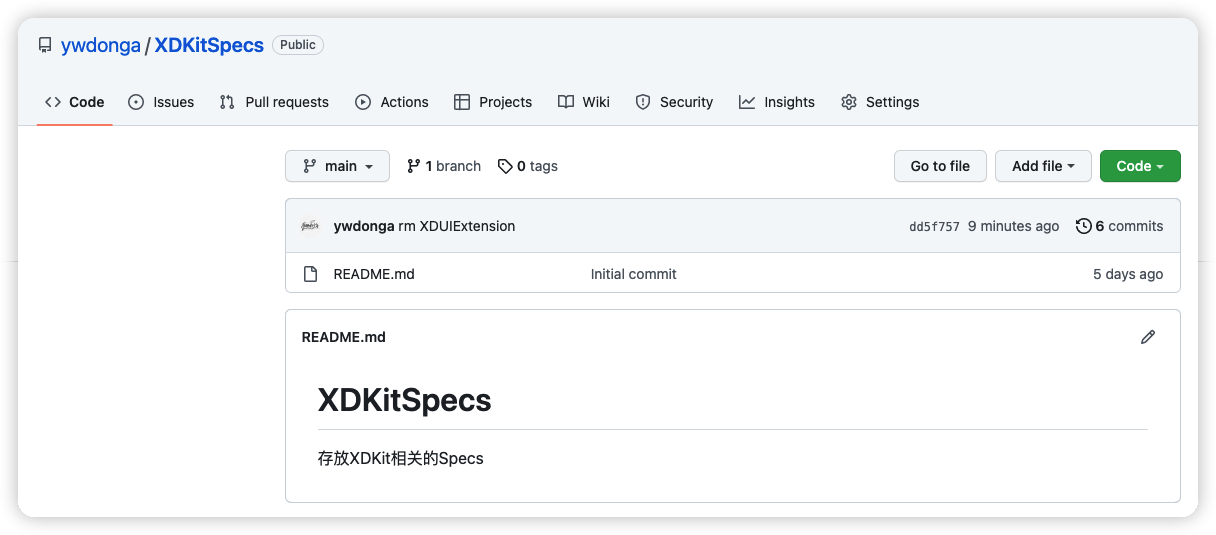 ywdonga / XDKitSpecs Public
Code Issues Pull requests Actions Projects Wiki Security Insights Settings
main 1 branch 0 tags Go to file Add file Code
ywdonga rm XDUIExtension dd5f757 9 minutes ago 6 commits
README.md Initial commit 5 days ago
README.md
XDKitSpecs
存放XDKit相关的Specs